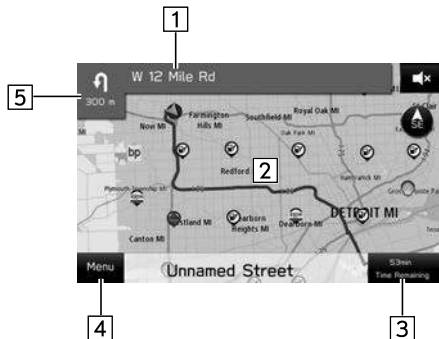 1
W 12 Mile Rd
5
300 m
Farmington
Hills MI
Southfield MI
Royal Oak MI
SE
Novi MI
Oak Park MI
bp
Redford
2
Hamtramck MI
Plymouth Township MI
DETROIT MI
Dearborn MI
Heights MI
Canton MI
Menu
Unnamed Street
53min
Time Remaining
4
3